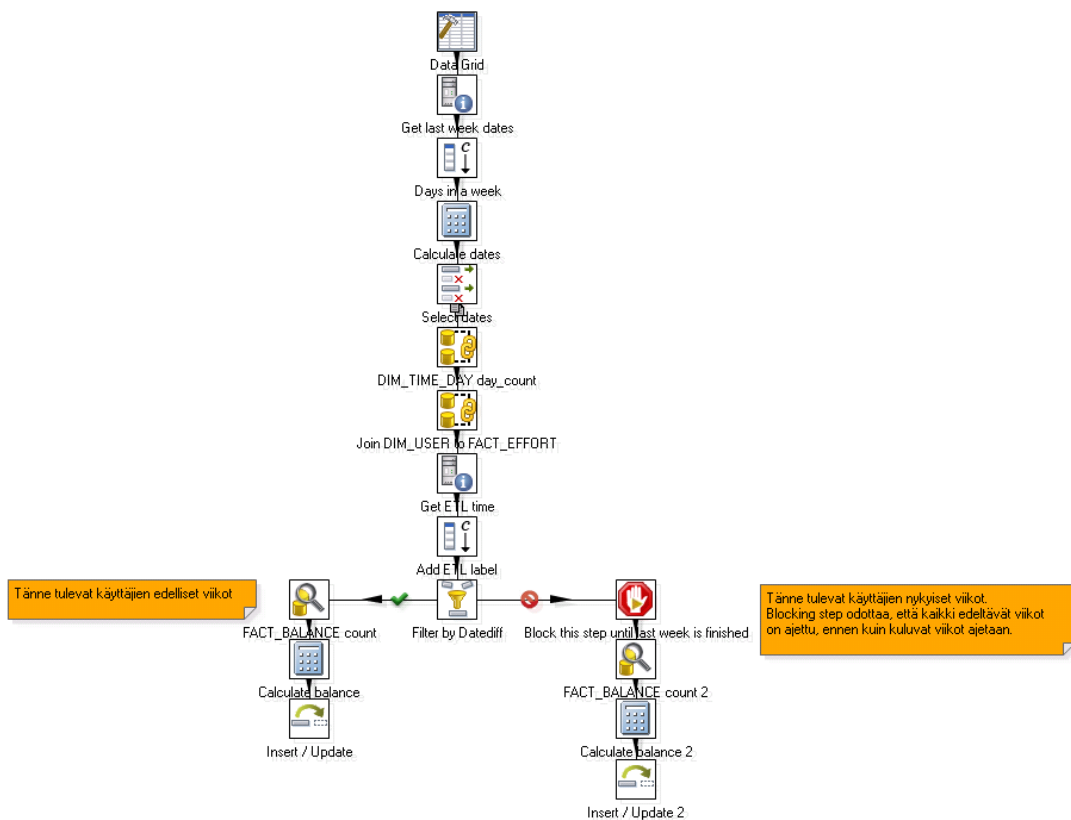 Data Grid
Get last week dates
Days in a week
Calculate dates
Select dates
DIM_TIME_DAY day_count
Join DIM_USER to FACT_EFFORT
Get ETL time
Add ETL label
Tänne tulevat käyttäjien edelliset viikot
FACT_BALANCE count
Calculate balance
Insert / Update
Filter by Datediff
Block this step until last week is finished
FACT_BALANCE count 2
Calculate balance 2
Insert / Update 2
Tänne tulevat käyttäjien nykyiset viikot.
Blocking step odottaa, että kaikki edeltävät viikot
on ajettu, ennen kuin kuluvat viikot ajetaan.